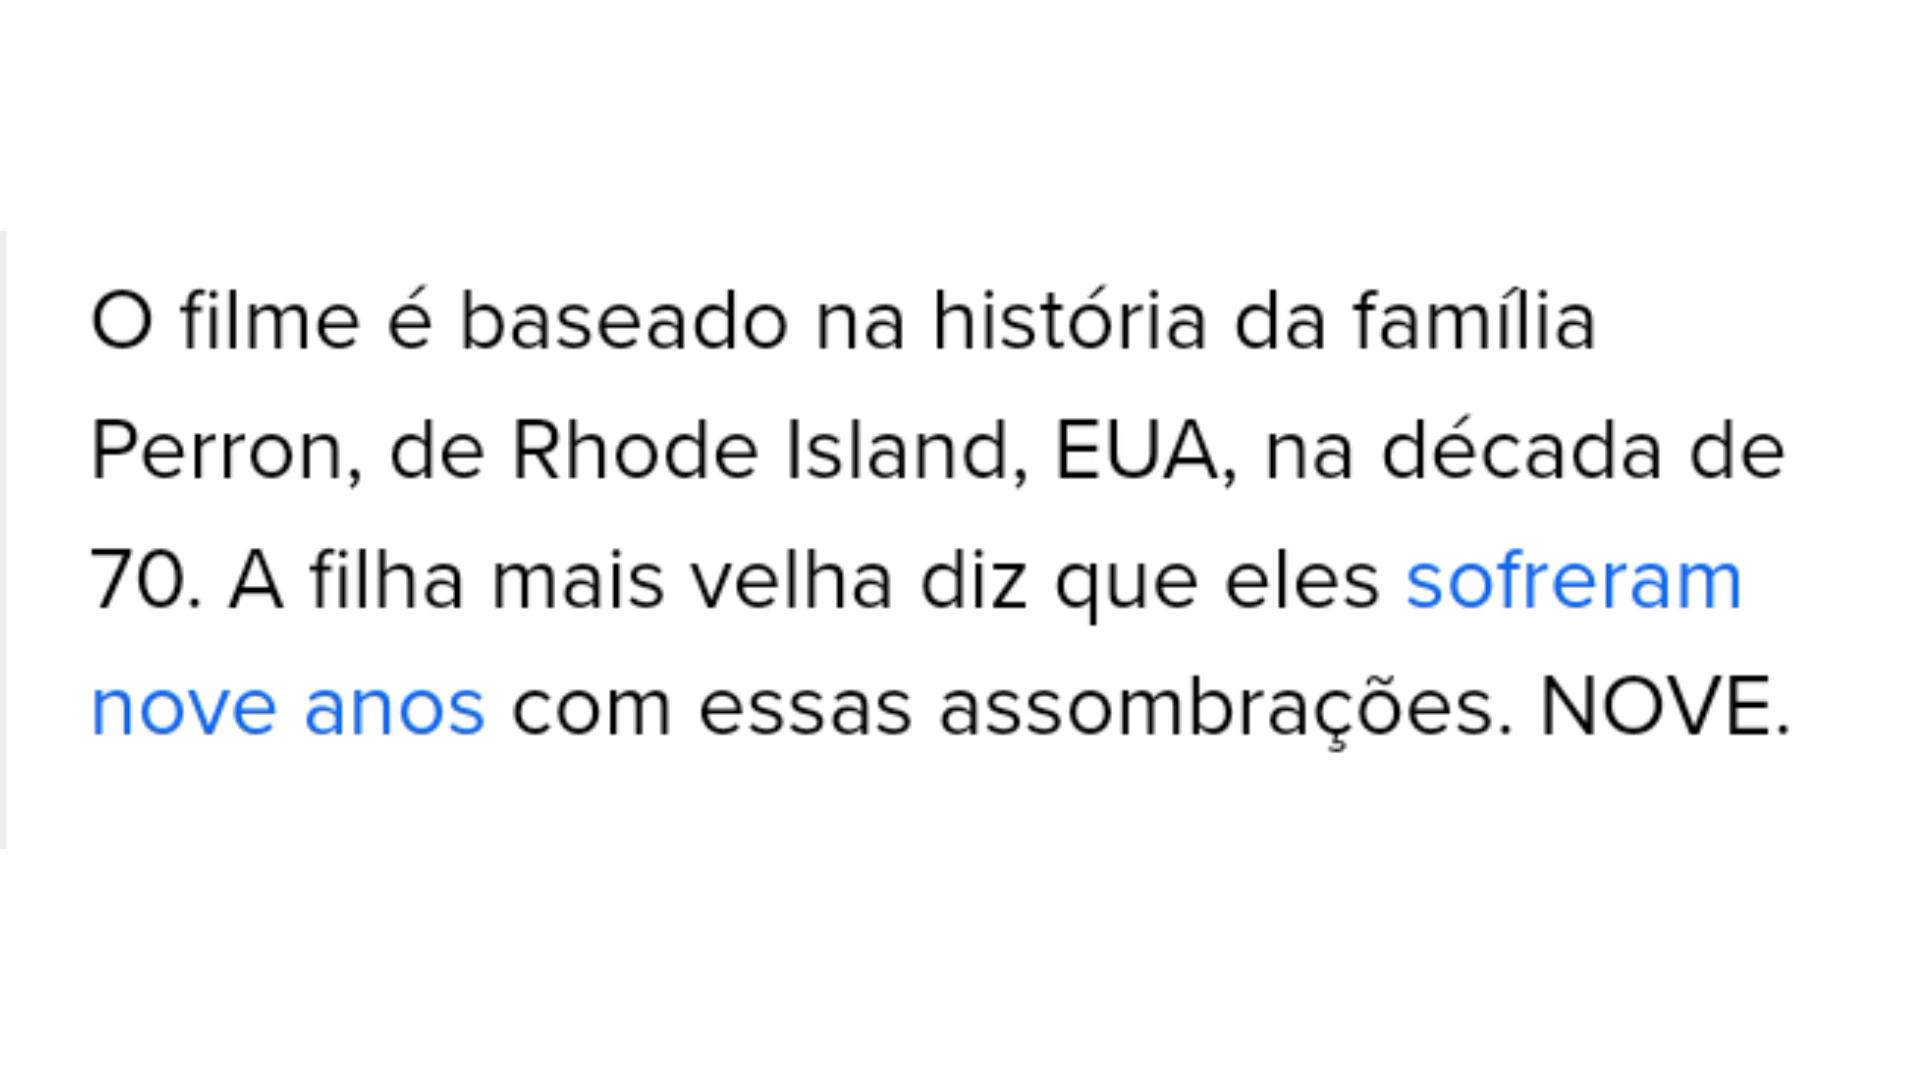 O filme é baseado na história da família
Perron, de Rhode Island, EUA, na década de
70. A filha mais velha diz que eles sofreram
nove anos com essas assombrações. NOVE.